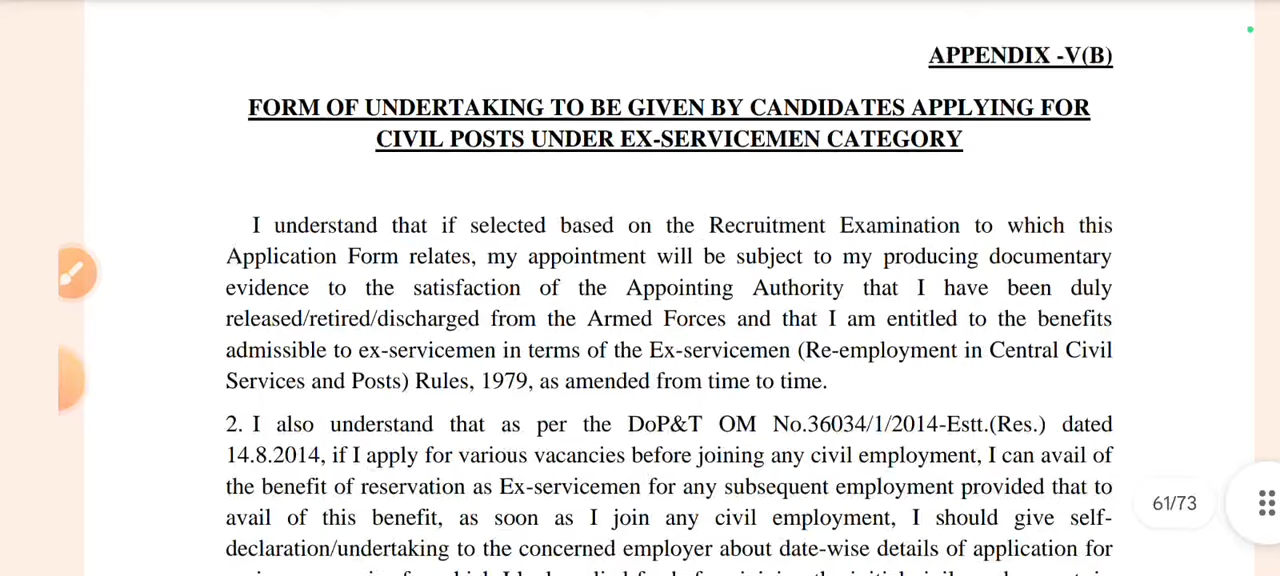 APPENDIX -V(B)
FORM OF UNDERTAKING TO BE GIVEN BY CANDIDATES APPLYING FOR
CIVIL POSTS UNDER EX-SERVICEMEN CATEGORY
I understand that if selected based on the Recruitment Examination to which this
Application Form relates, my appointment will be subject to my producing documentary
evidence to the satisfaction of the Appointing Authority that I have been duly
released/retired/discharged from the Armed Forces and that I am entitled to the benefits
admissible to ex-servicemen in terms of the Ex-servicemen (Re-employment in Central Civil
Services and Posts) Rules, 1979, as amended from time to time.
2. I also understand that as per the DoP&T OM No.36034/1/2014-Estt.(Res.) dated
14.8.2014, if I apply for various vacancies before joining any civil employment, I can avail of
the benefit of reservation as Ex-servicemen for any subsequent employment provided that to
avail of this benefit, as soon as I join any civil employment, I should give self-
declaration/undertaking to the concerned employer about date-wise details of application for
61/73